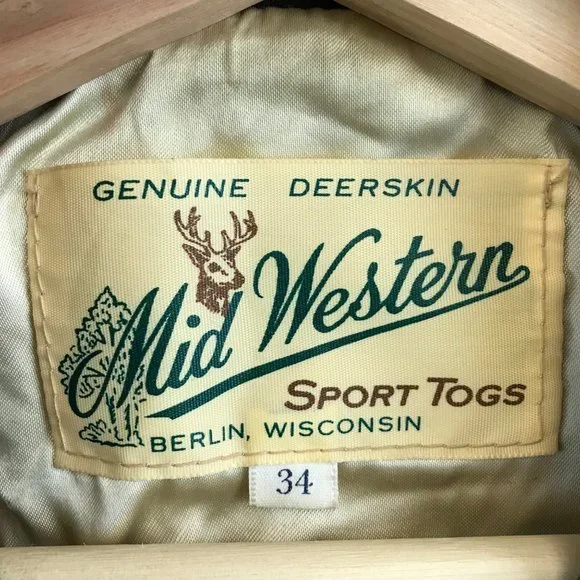 GENUINE DEERSKIN
Mid Western
SPORT TOGS
BERLIN, WISCONSIN
34